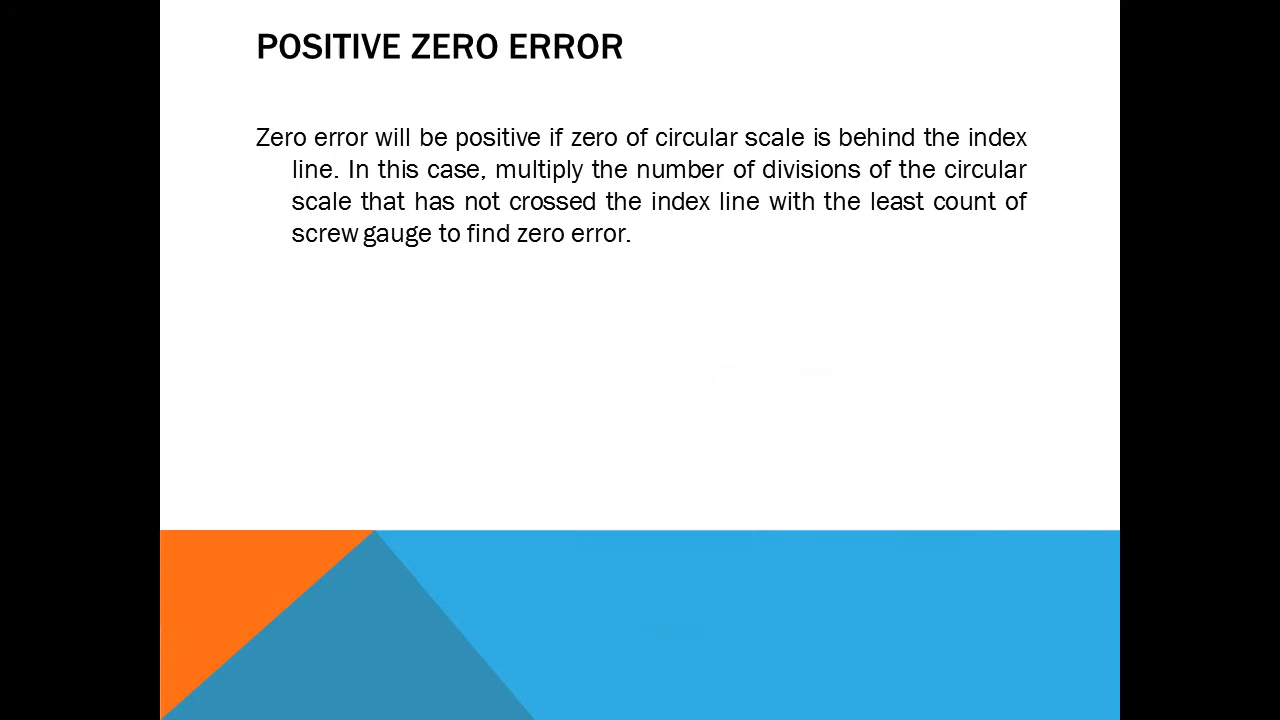 POSITIVE ZERO ERROR
Zero error will be positive if zero of circular scale is behind the index
line. In this case, multiply the number of divisions of the circular
scale that has not crossed the index line with the least count of
screw gauge to find zero error.